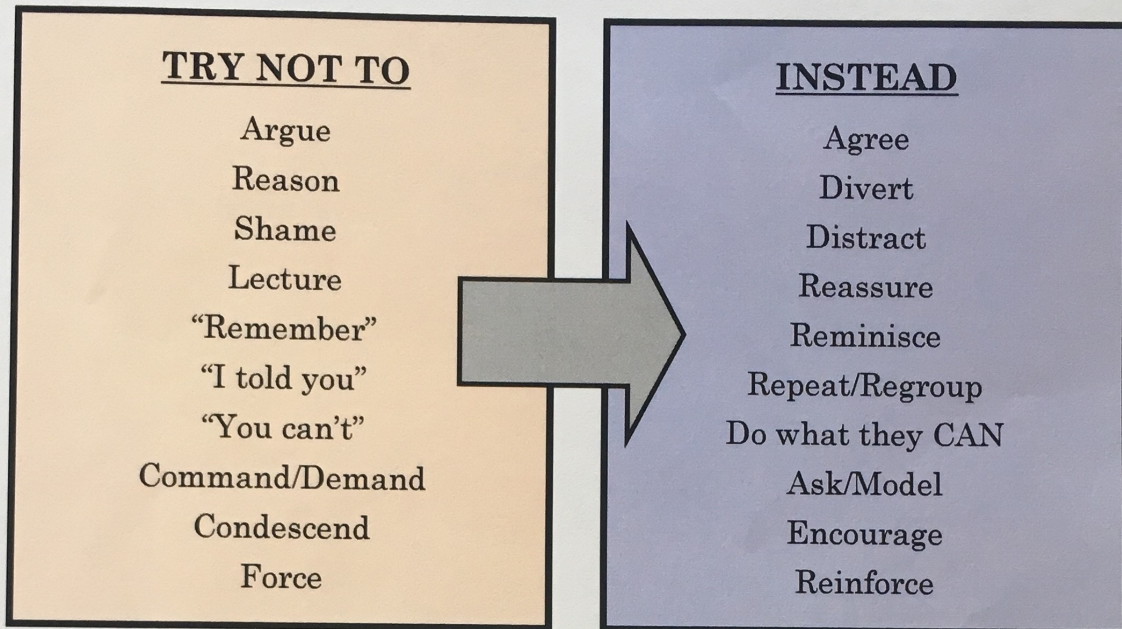 TRY NOT TO
Argue
Reason
Shame
Lecture
“Remember”
“I told you”
“You can’t”
Command/Demand
Condescend
Force
INSTEAD
Agree
Divert
Distract
Reassure
Reminisce
Repeat/Regroup
Do what they CAN
Ask/Model
Encourage
Reinforce